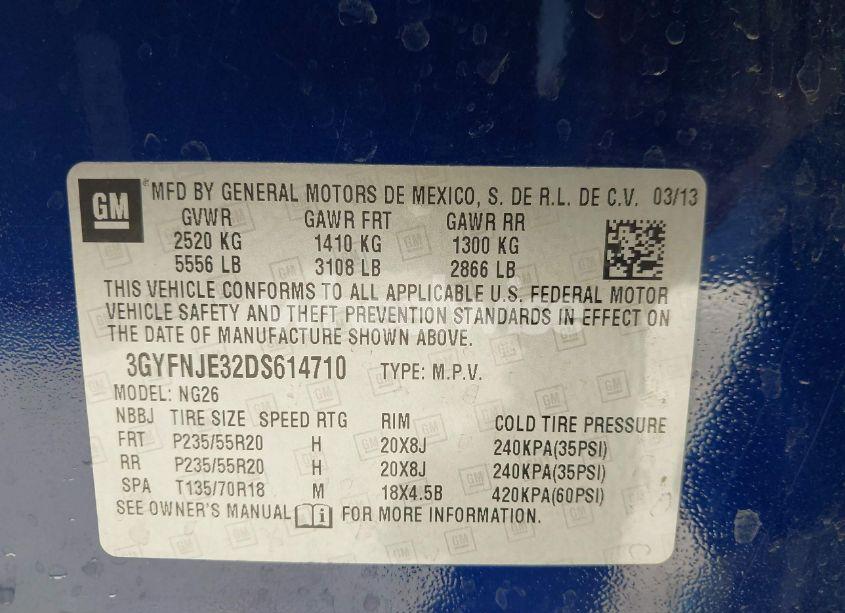 GM ® MFD BY GENERAL MOTORS DE MEXICO, S. DE R.L. DE C.V. 03/13
GVWR GAWR FRT GAWR RR
2520 KG 1410 KG 1300 KG
5556 LB 3108 LB 2866 LB
THIS VEHICLE CONFORMS TO ALL APPLICABLE U.S. FEDERAL MOTOR
VEHICLE SAFETY AND THEFT PREVENTION STANDARDS IN EFFECT ON
THE DATE OF MANUFACTURE SHOWN ABOVE.
3GYFNJE32DS614710 TYPE: M.P.V.
MODEL: NG26
NBBJ TIRE SIZE SPEED RTG RIM COLD TIRE PRESSURE
FRT P235/55R20 H 20X8J 240KPA(35PSI)
RR P235/55R20 H 20X8J 240KPA(35PSI)
SPA T135/70R18 M 18X4.5B 420KPA(60PSI)
SEE OWNER'S MANUAL FOR MORE INFORMATION.